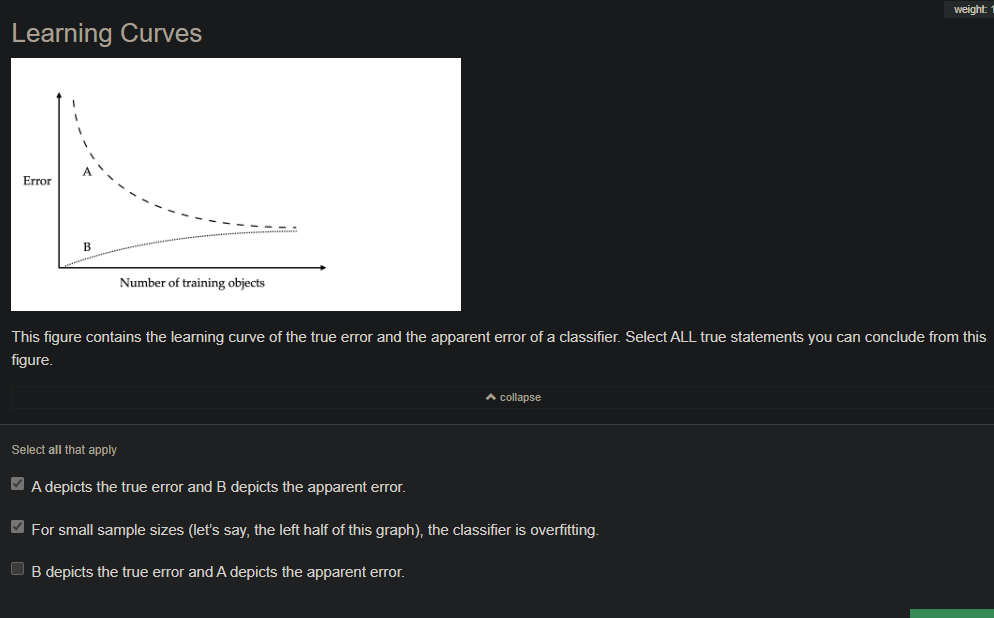 weight: 1
Learning Curves
A
Error
B
Number of training objects
This figure contains the learning curve of the true error and the apparent error of a classifier. Select ALL true statements you can conclude from this
figure.
collapse
Select all that apply
A depicts the true error and B depicts the apparent error.
For small sample sizes (let's say, the left half of this graph), the classifier is overfitting.
B depicts the true error and A depicts the apparent error.